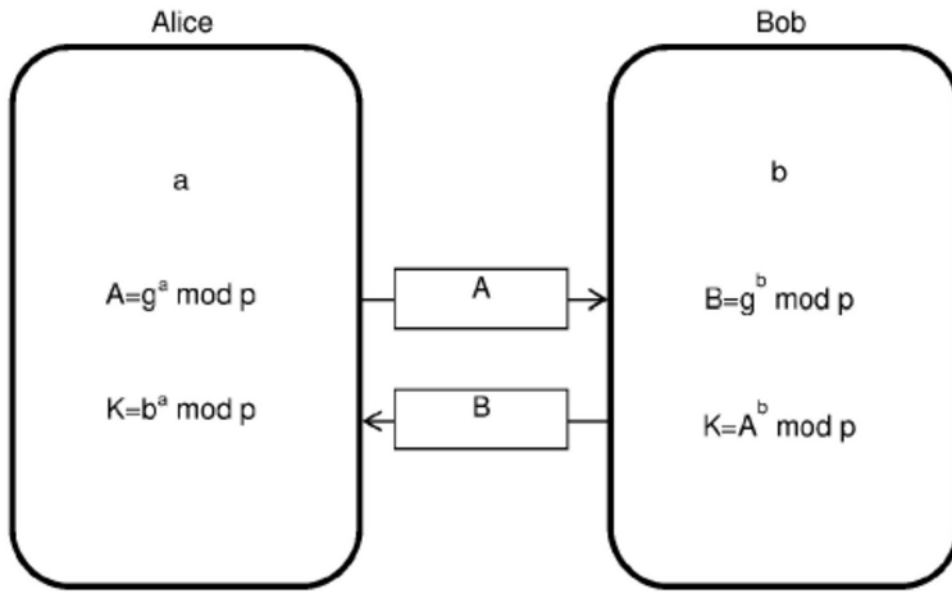 Alice
Bob
a
b
A=g^a mod p
A
B=g^b mod p
K=b^a mod p
B
K=A^b mod p